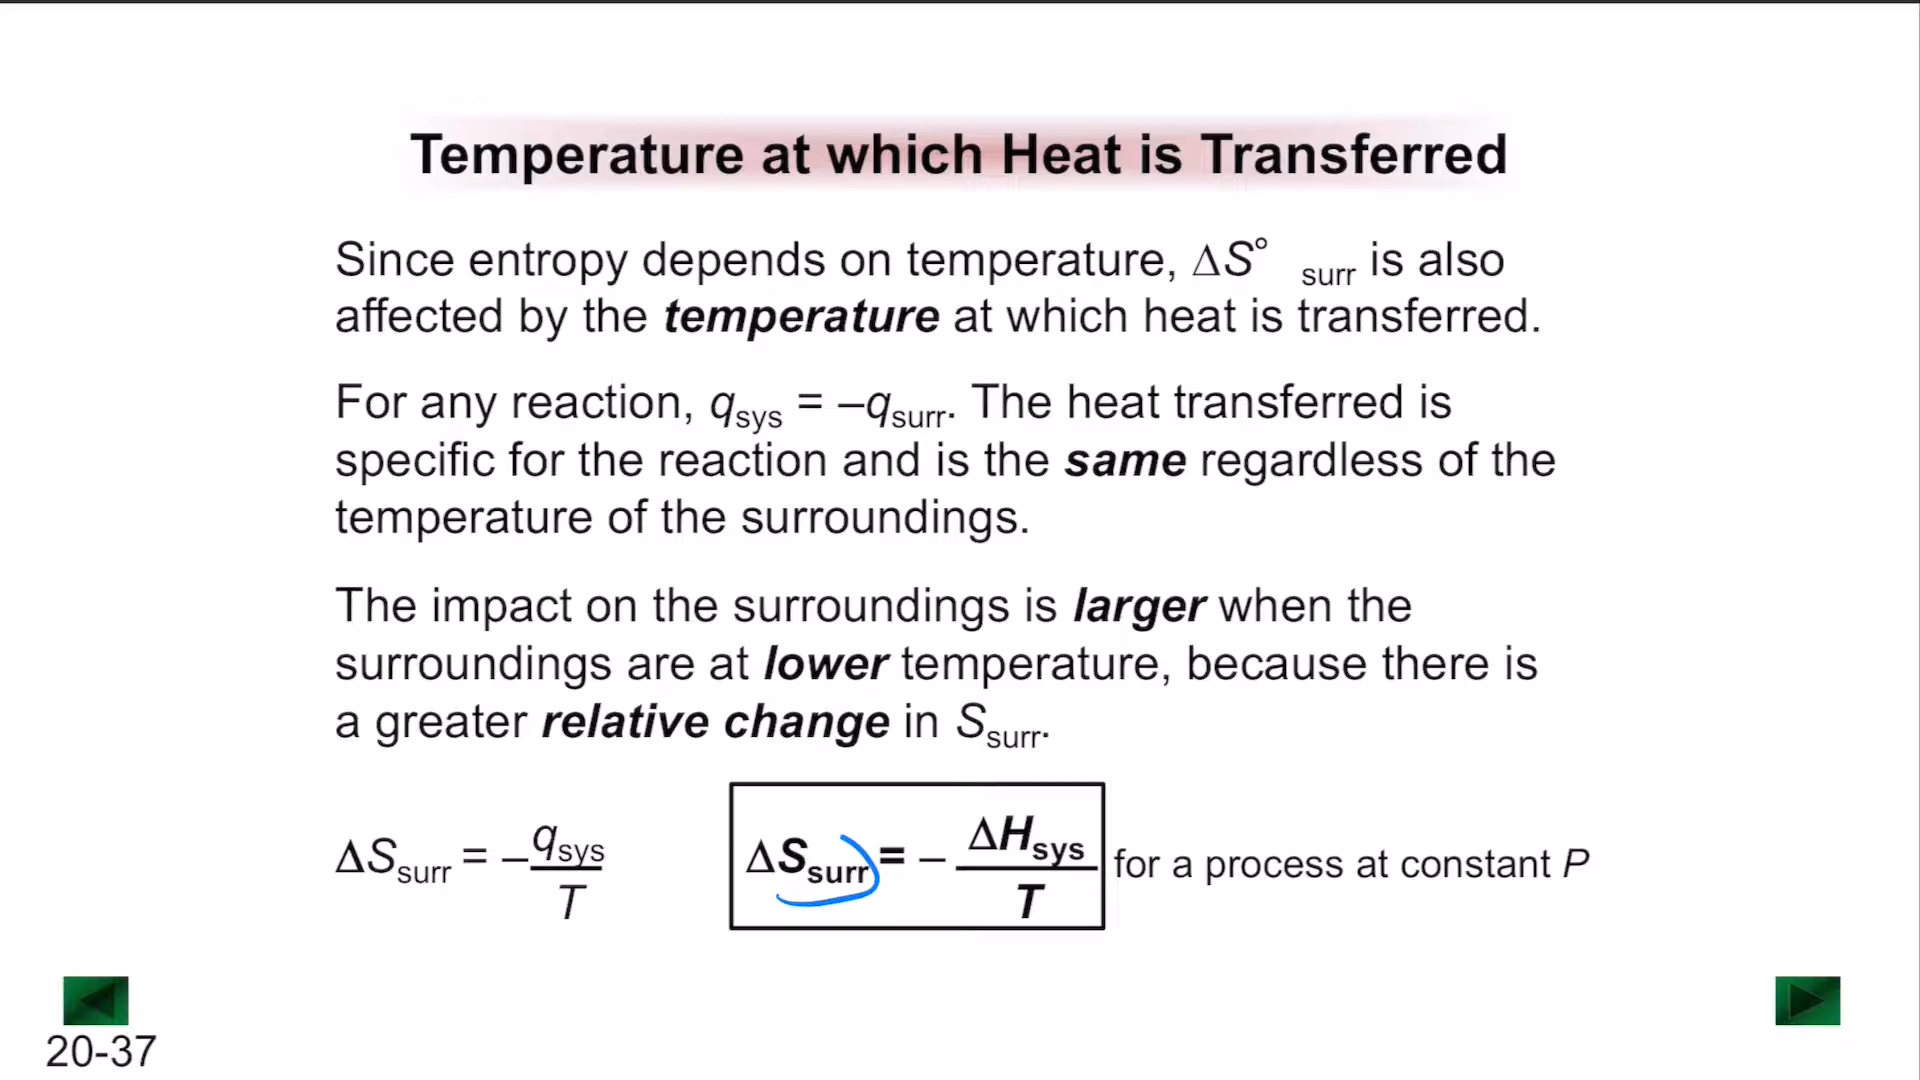 Temperature at which Heat is Transferred
Since entropy depends on temperature, ΔS° surr is also
affected by the temperature at which heat is transferred.
For any reaction, qsys = –qsurr. The heat transferred is
specific for the reaction and is the same regardless of the
temperature of the surroundings.
The impact on the surroundings is larger when the
surroundings are at lower temperature, because there is
a greater relative change in Ssurr.
ΔSsurr = –qsys/T
ΔSsurr = – ΔHsys/T for a process at constant P
20-37